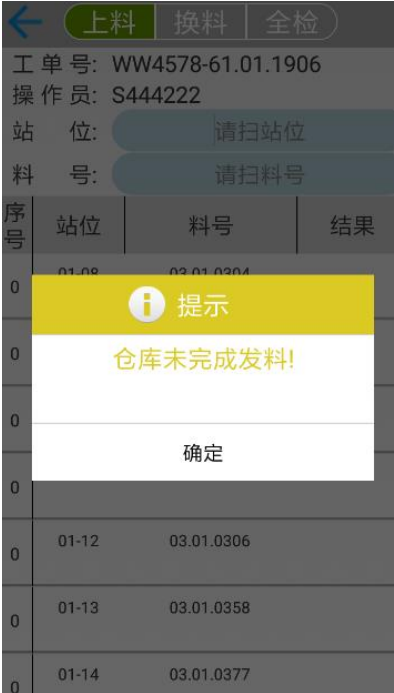 上料 换料 全检
工单号: WW4578-61.01.1906
操作员: S444222
站 位: 请扫站位
料 号: 请扫料号
序号 站位 料号 结果
0 01-08 03.01.0304
提示
0
仓库未完成发料!
0
确定
0
0 01-12 03.01.0306
0 01-13 03.01.0358
0 01-14 03.01.0377